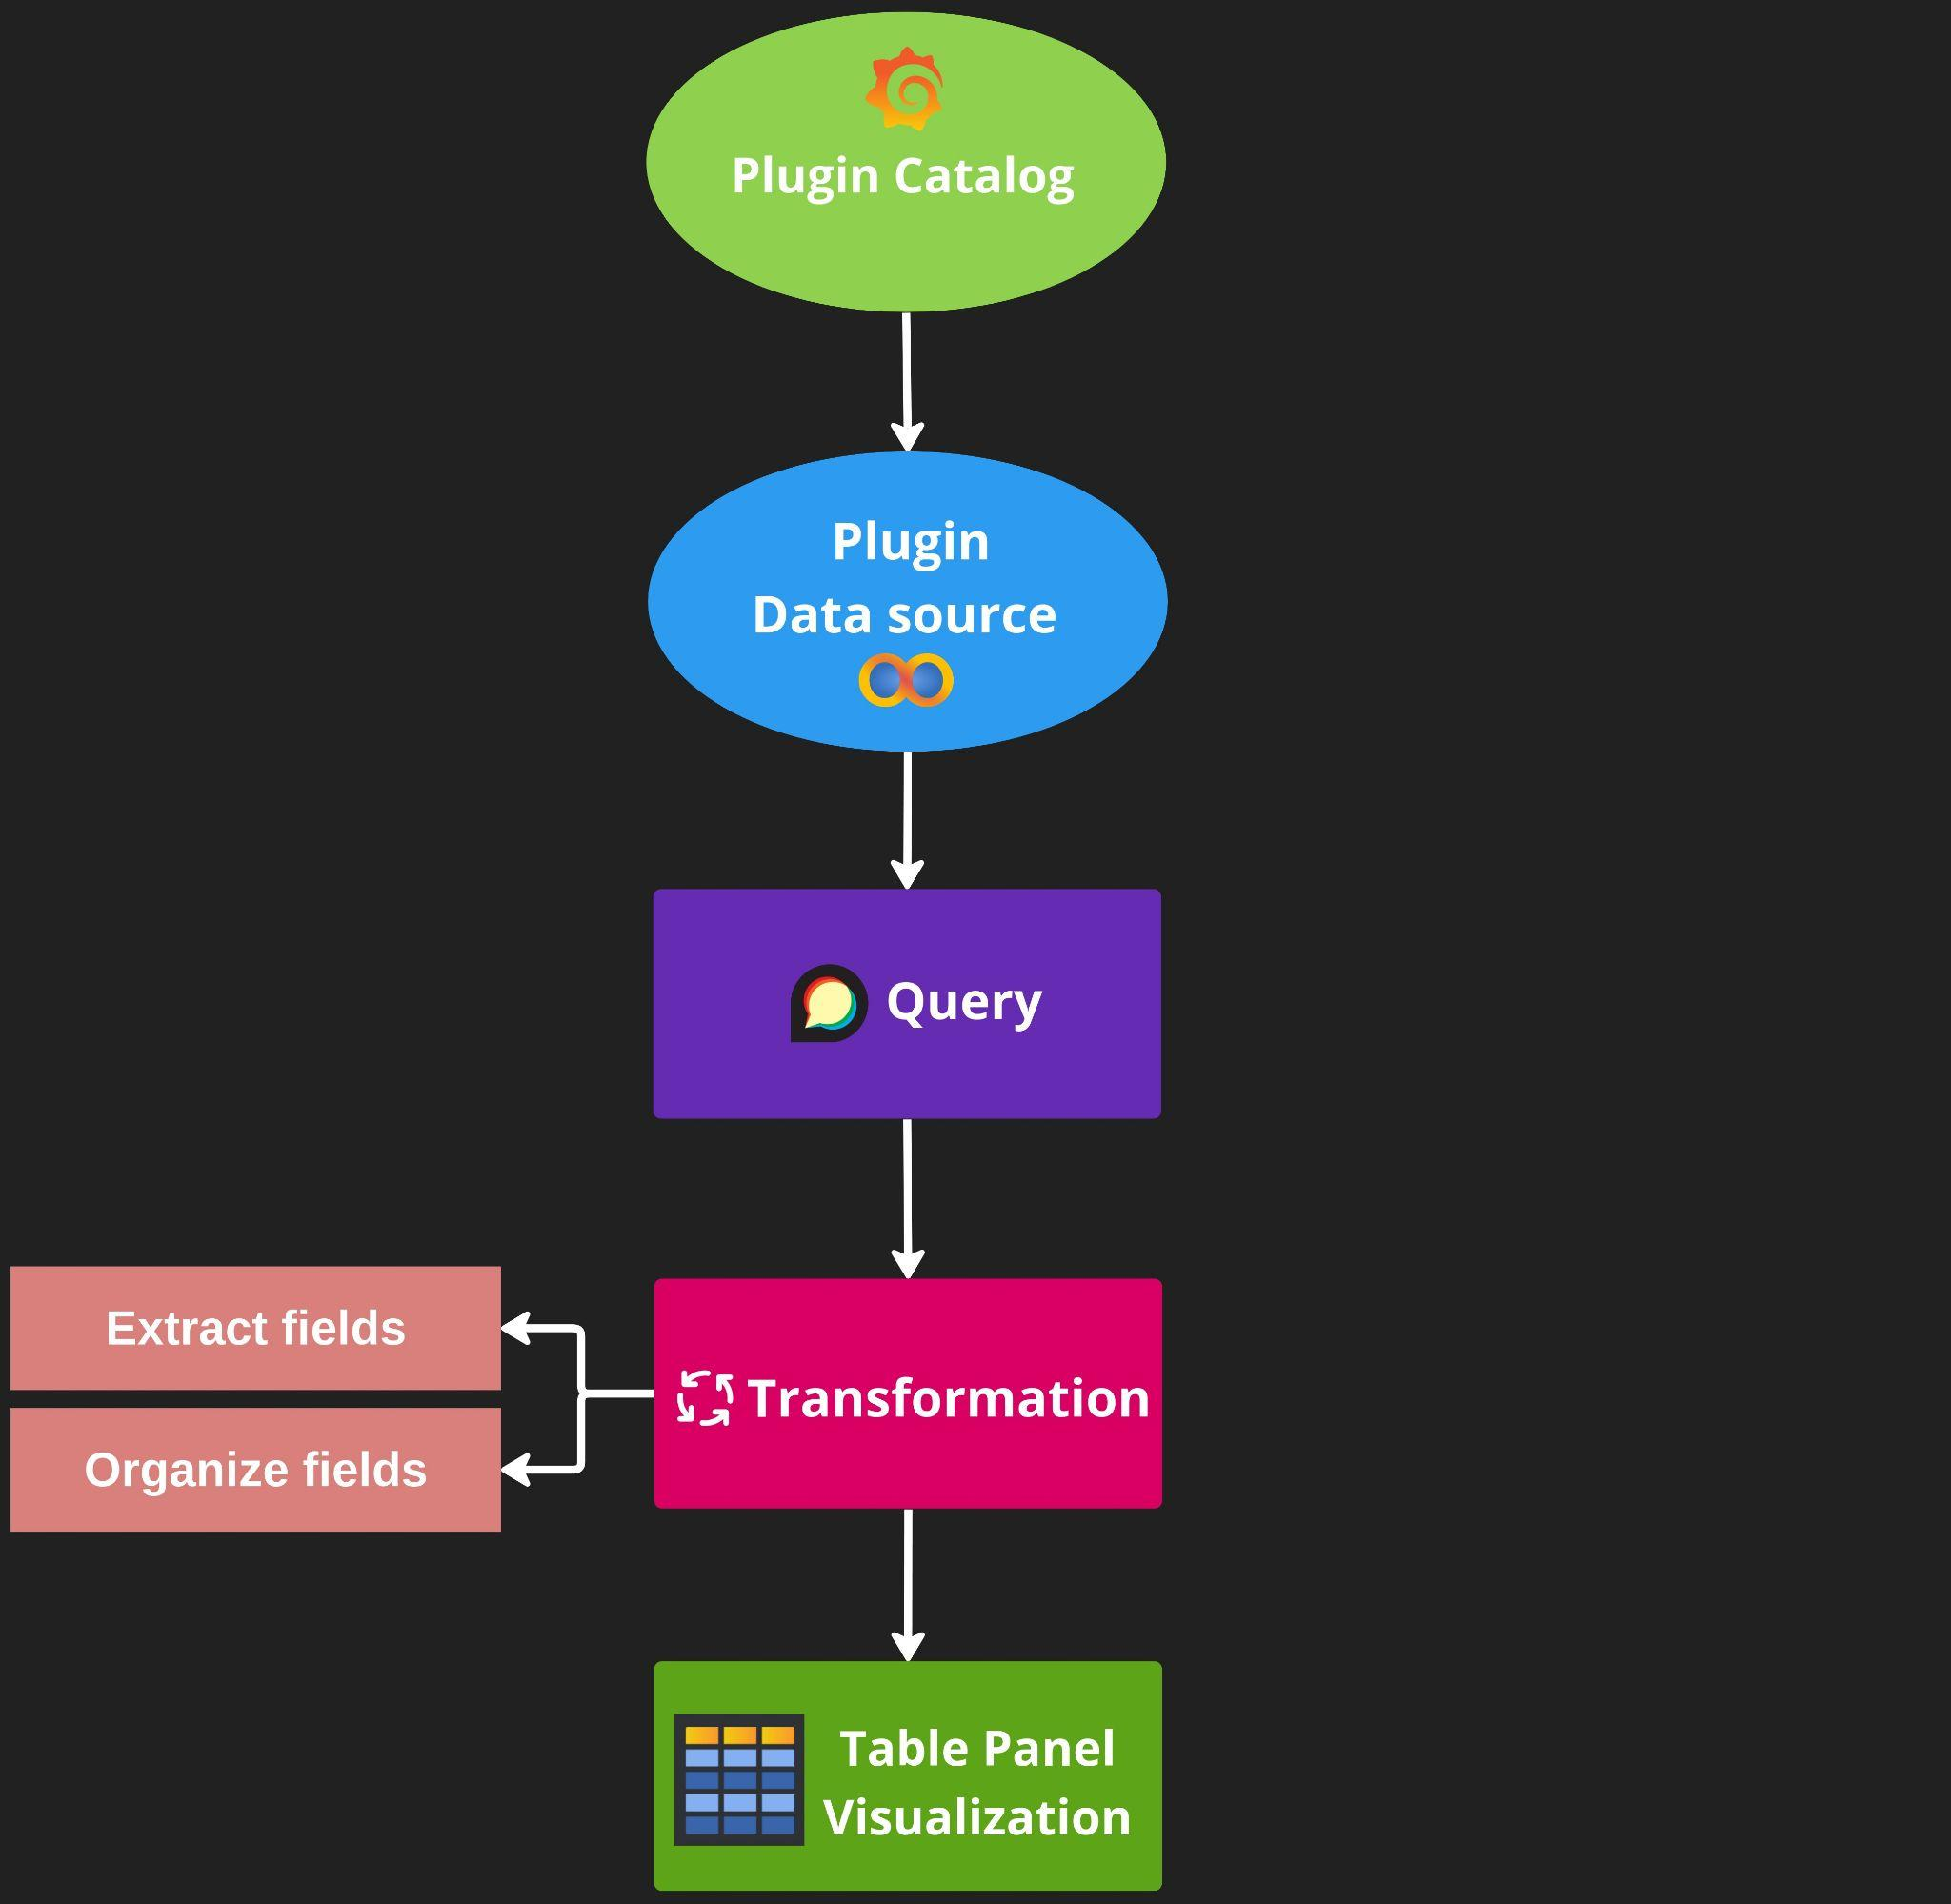 Plugin Catalog
Plugin
Data source
Query
Extract fields
Organize fields
Transformation
Table Panel
Visualization